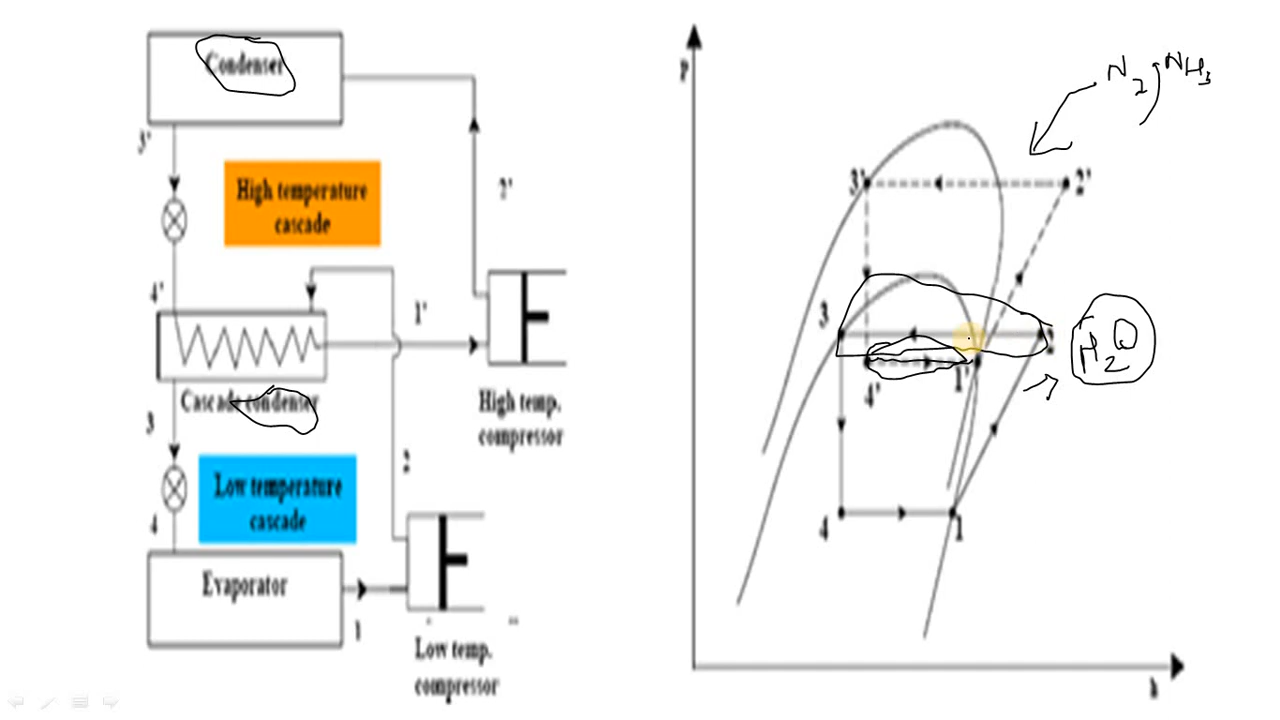 Condenser
3'
High temperature
cascade
2'
4'
1'
Cascade condenser
High temp.
compressor
3
2
Low temperature
cascade
4
Evaporator
1
Low temp.
compressor
P
N2, NH3
3'
2'
3
2
H2O
4'
1'
4
1
h